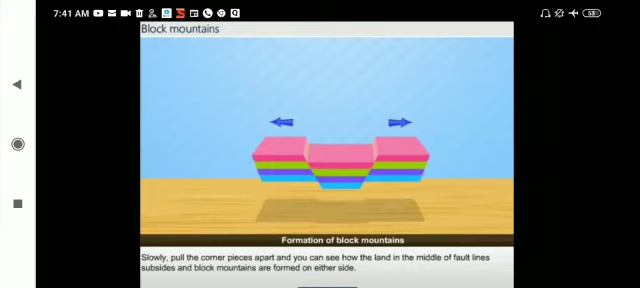 7:41 AM
53
Block mountains
Formation of block mountains
Slowly, pull the corner pieces apart and you can see how the land in the middle of fault lines
subsides and block mountains are formed on either side.